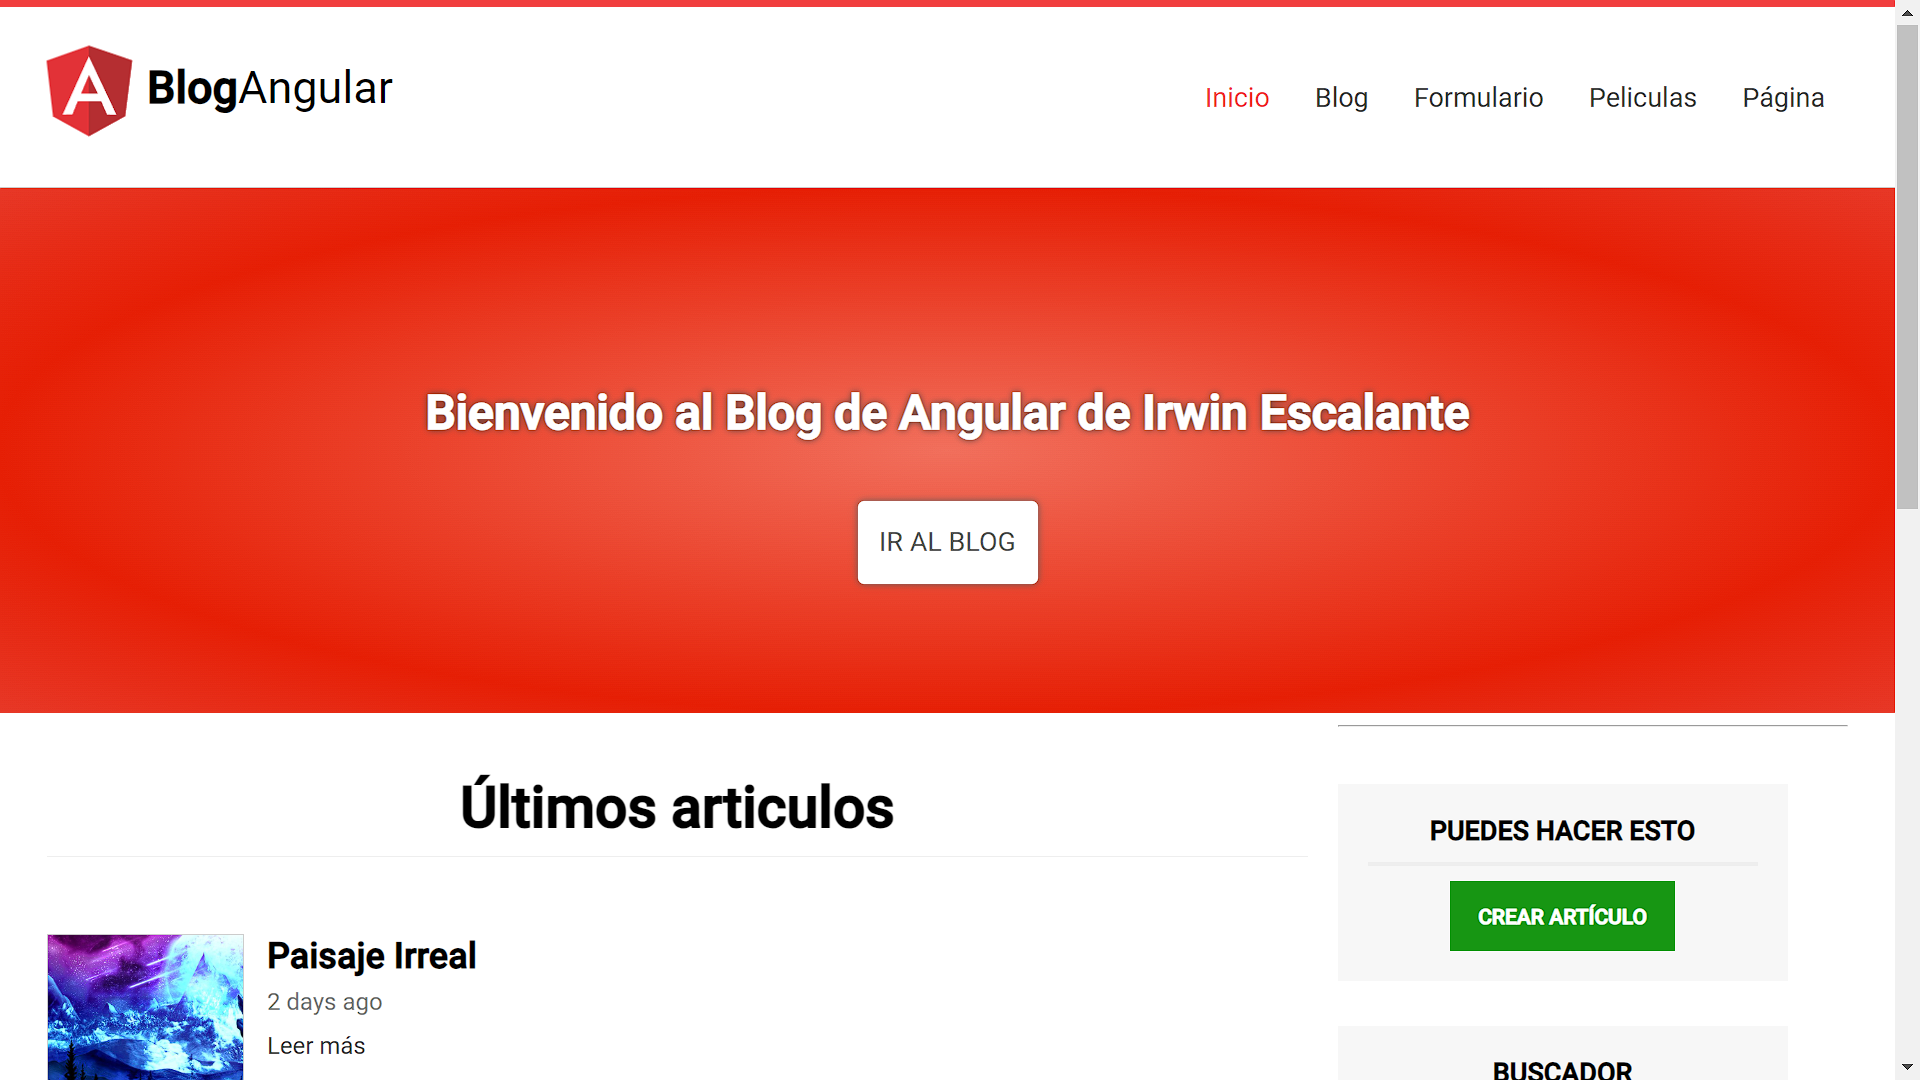 BlogAngular
Inicio Blog Formulario Peliculas Página
Bienvenido al Blog de Angular de Irwin Escalante
IR AL BLOG
Últimos articulos
Paisaje Irreal
2 days ago
Leer más
PUEDES HACER ESTO
CREAR ARTÍCULO
BUSCADOR